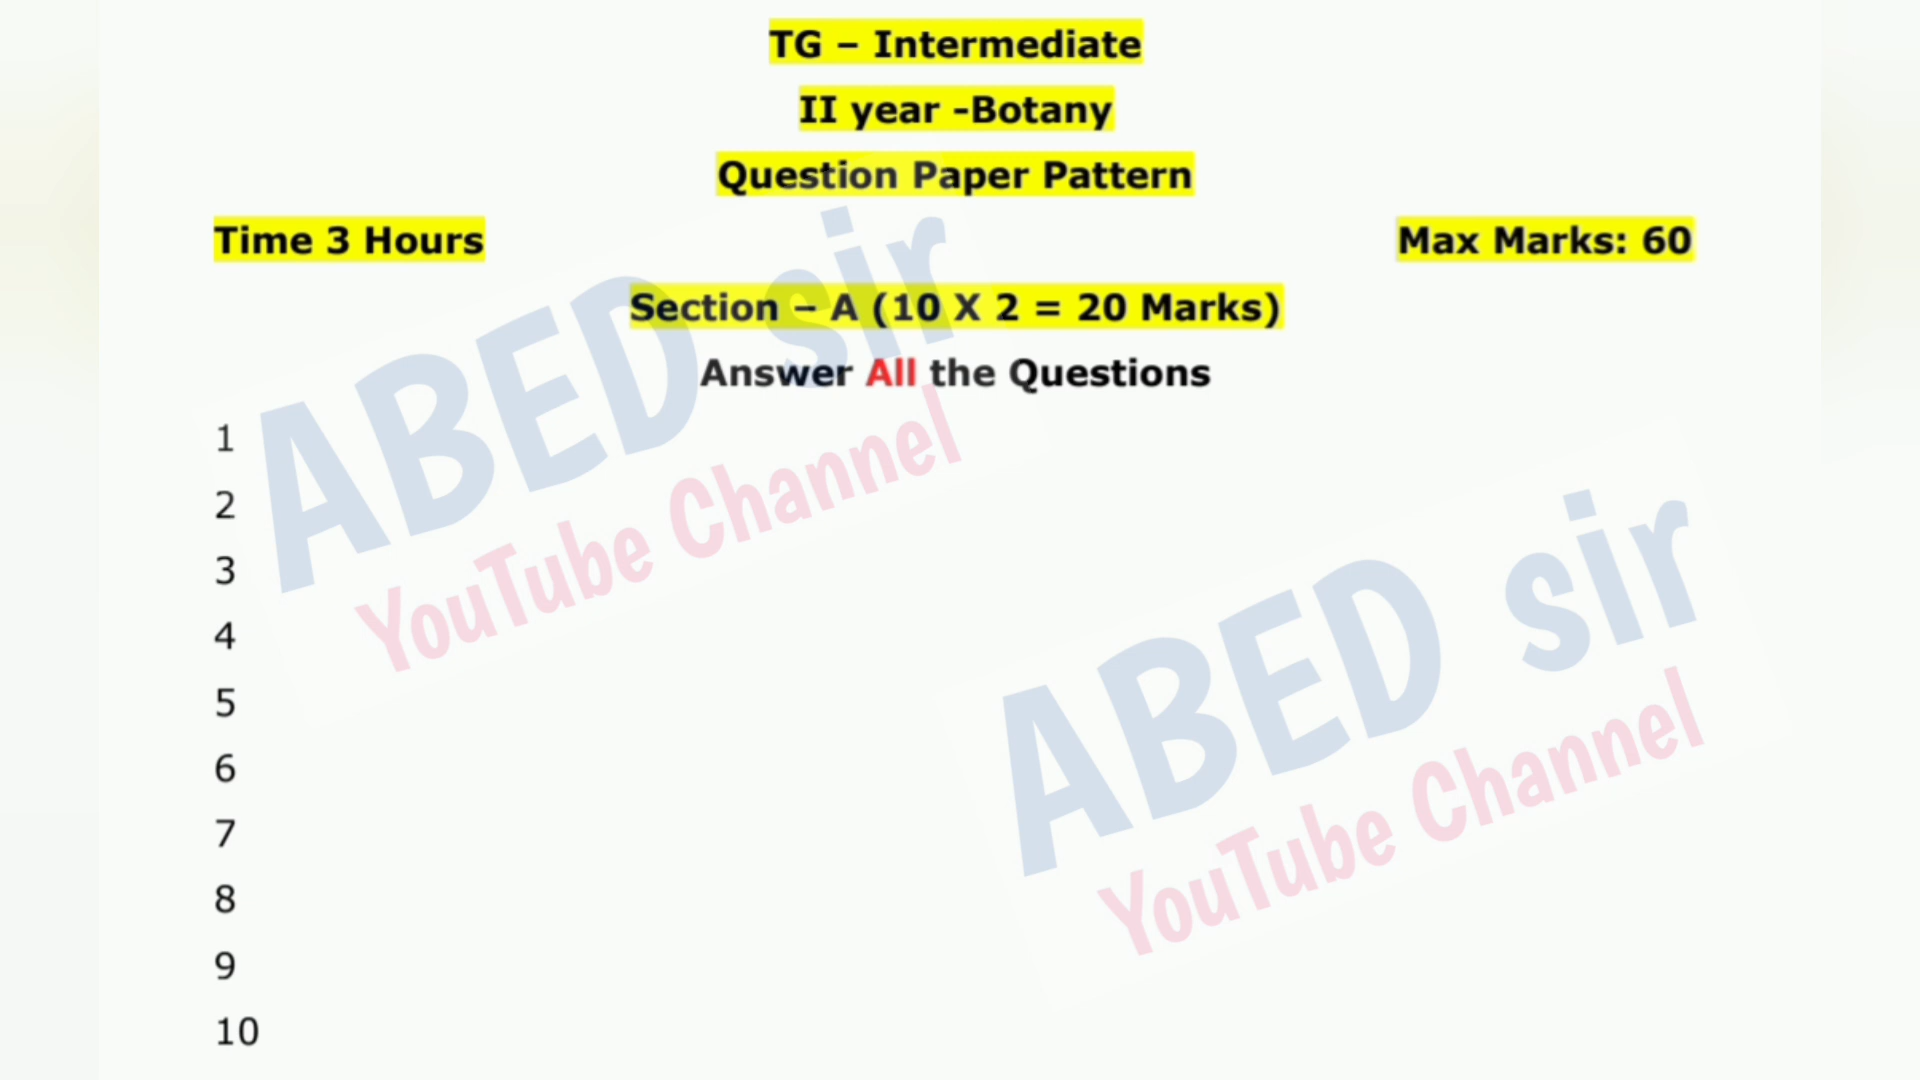 TG – Intermediate
II year -Botany
Question Paper Pattern
Time 3 Hours Max Marks: 60
Section – A (10 X 2 = 20 Marks)
Answer All the Questions
1
2
3
4
5
6
7
8
9
10
ABED sir
YouTube Channel
ABED sir
YouTube Channel